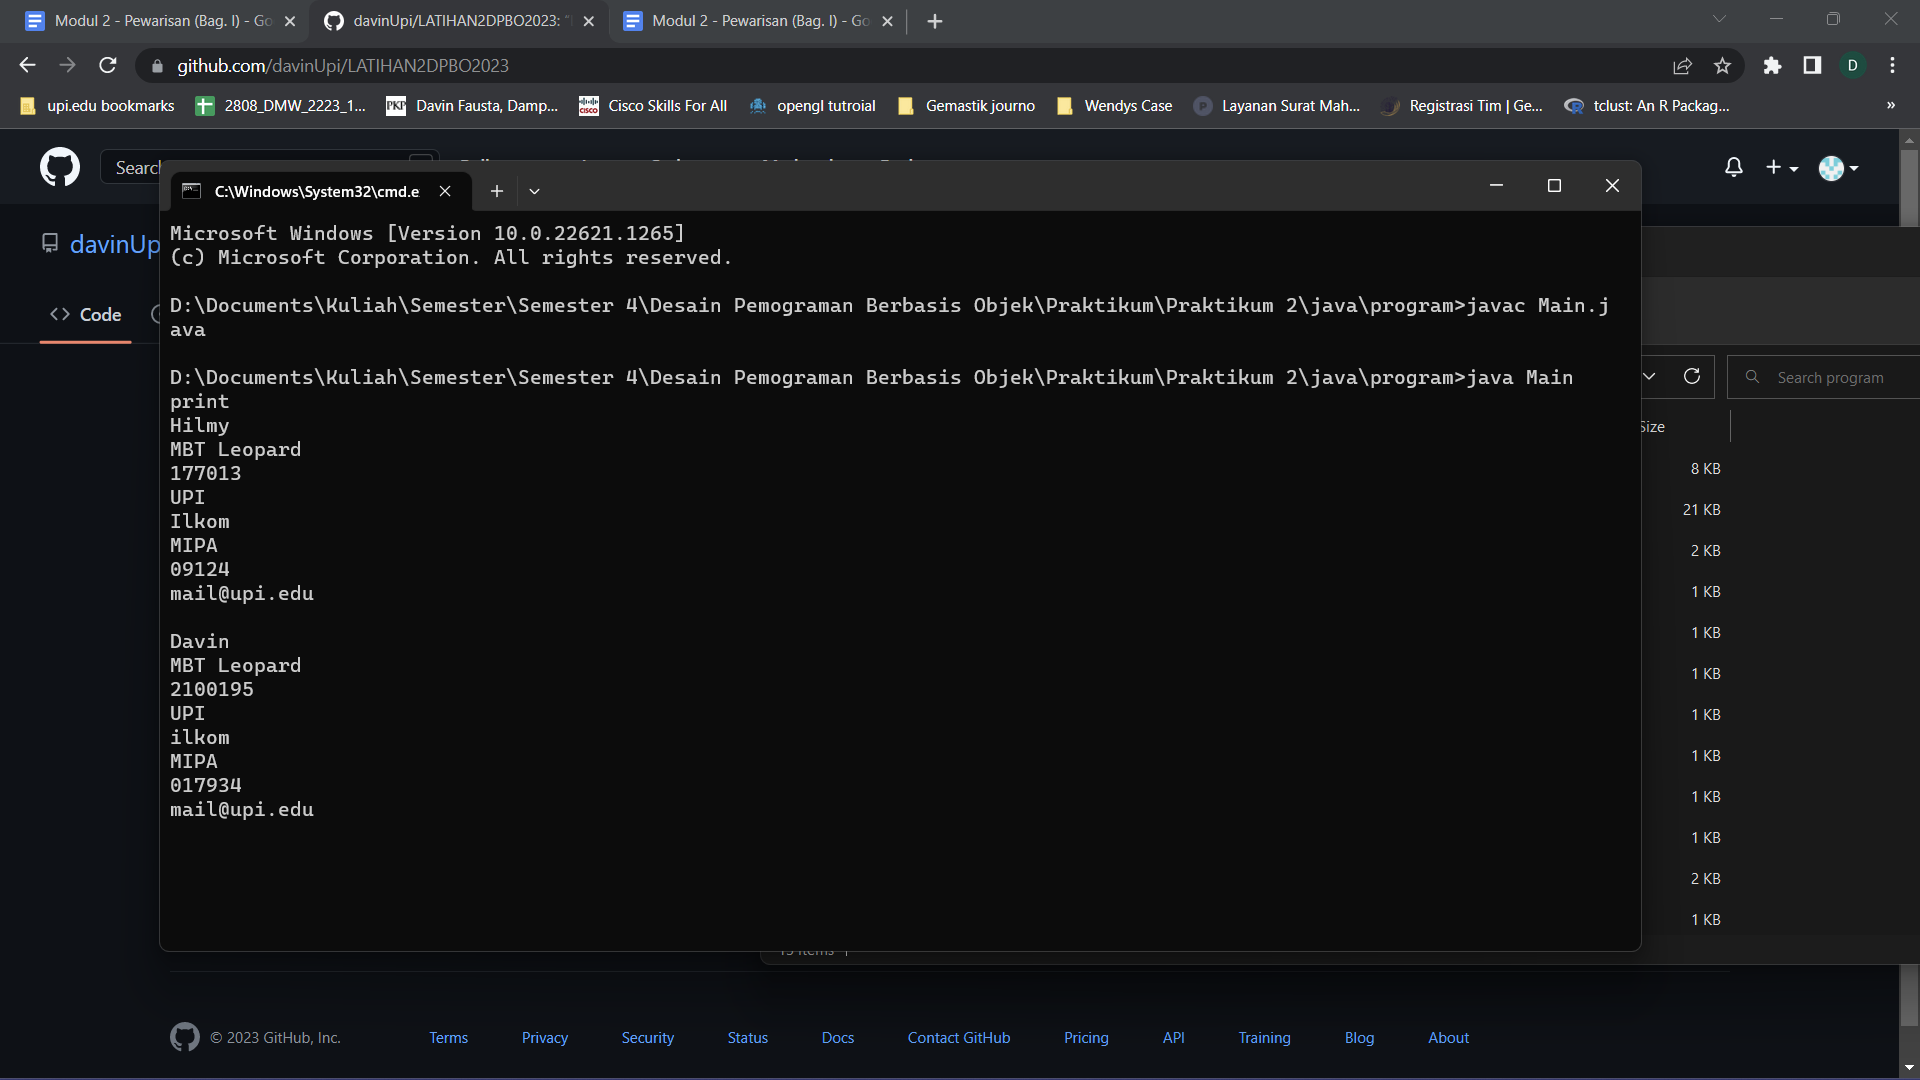 Modul 2 - Pewarisan (Bag. I) - Go
davinUpi/LATIHAN2DPBO2023: "
Modul 2 - Pewarisan (Bag. I) - Go
github.com/davinUpi/LATIHAN2DPBO2023
D
upi.edu bookmarks
2808_DMW_2223_1...
PKP
Davin Fausta, Damp...
CISCO
Cisco Skills For All
opengl tutroial
Gemastik journo
Wendys Case
P
Layanan Surat Mah...
Registrasi Tim | Ge...
R
tclust: An R Packag...
»
Search
C:\Windows\System32\cmd.e
davinUp
<> Code
Microsoft Windows [Version 10.0.22621.1265]
(c) Microsoft Corporation. All rights reserved.
D:\Documents\Kuliah\Semester\Semester 4\Desain Pemograman Berbasis Objek\Praktikum\Praktikum 2\java\program>javac Main.j
ava
D:\Documents\Kuliah\Semester\Semester 4\Desain Pemograman Berbasis Objek\Praktikum\Praktikum 2\java\program>java Main
print
Hilmy
MBT Leopard
177013
UPI
Ilkom
MIPA
09124
mail@upi.edu
Davin
MBT Leopard
2100195
UPI
ilkom
MIPA
017934
mail@upi.edu
Search program
Size
8 KB
21 KB
2 KB
1 KB
1 KB
1 KB
1 KB
1 KB
1 KB
1 KB
2 KB
1 KB
© 2023 GitHub, Inc.
Terms
Privacy
Security
Status
Docs
Contact GitHub
Pricing
API
Training
Blog
About